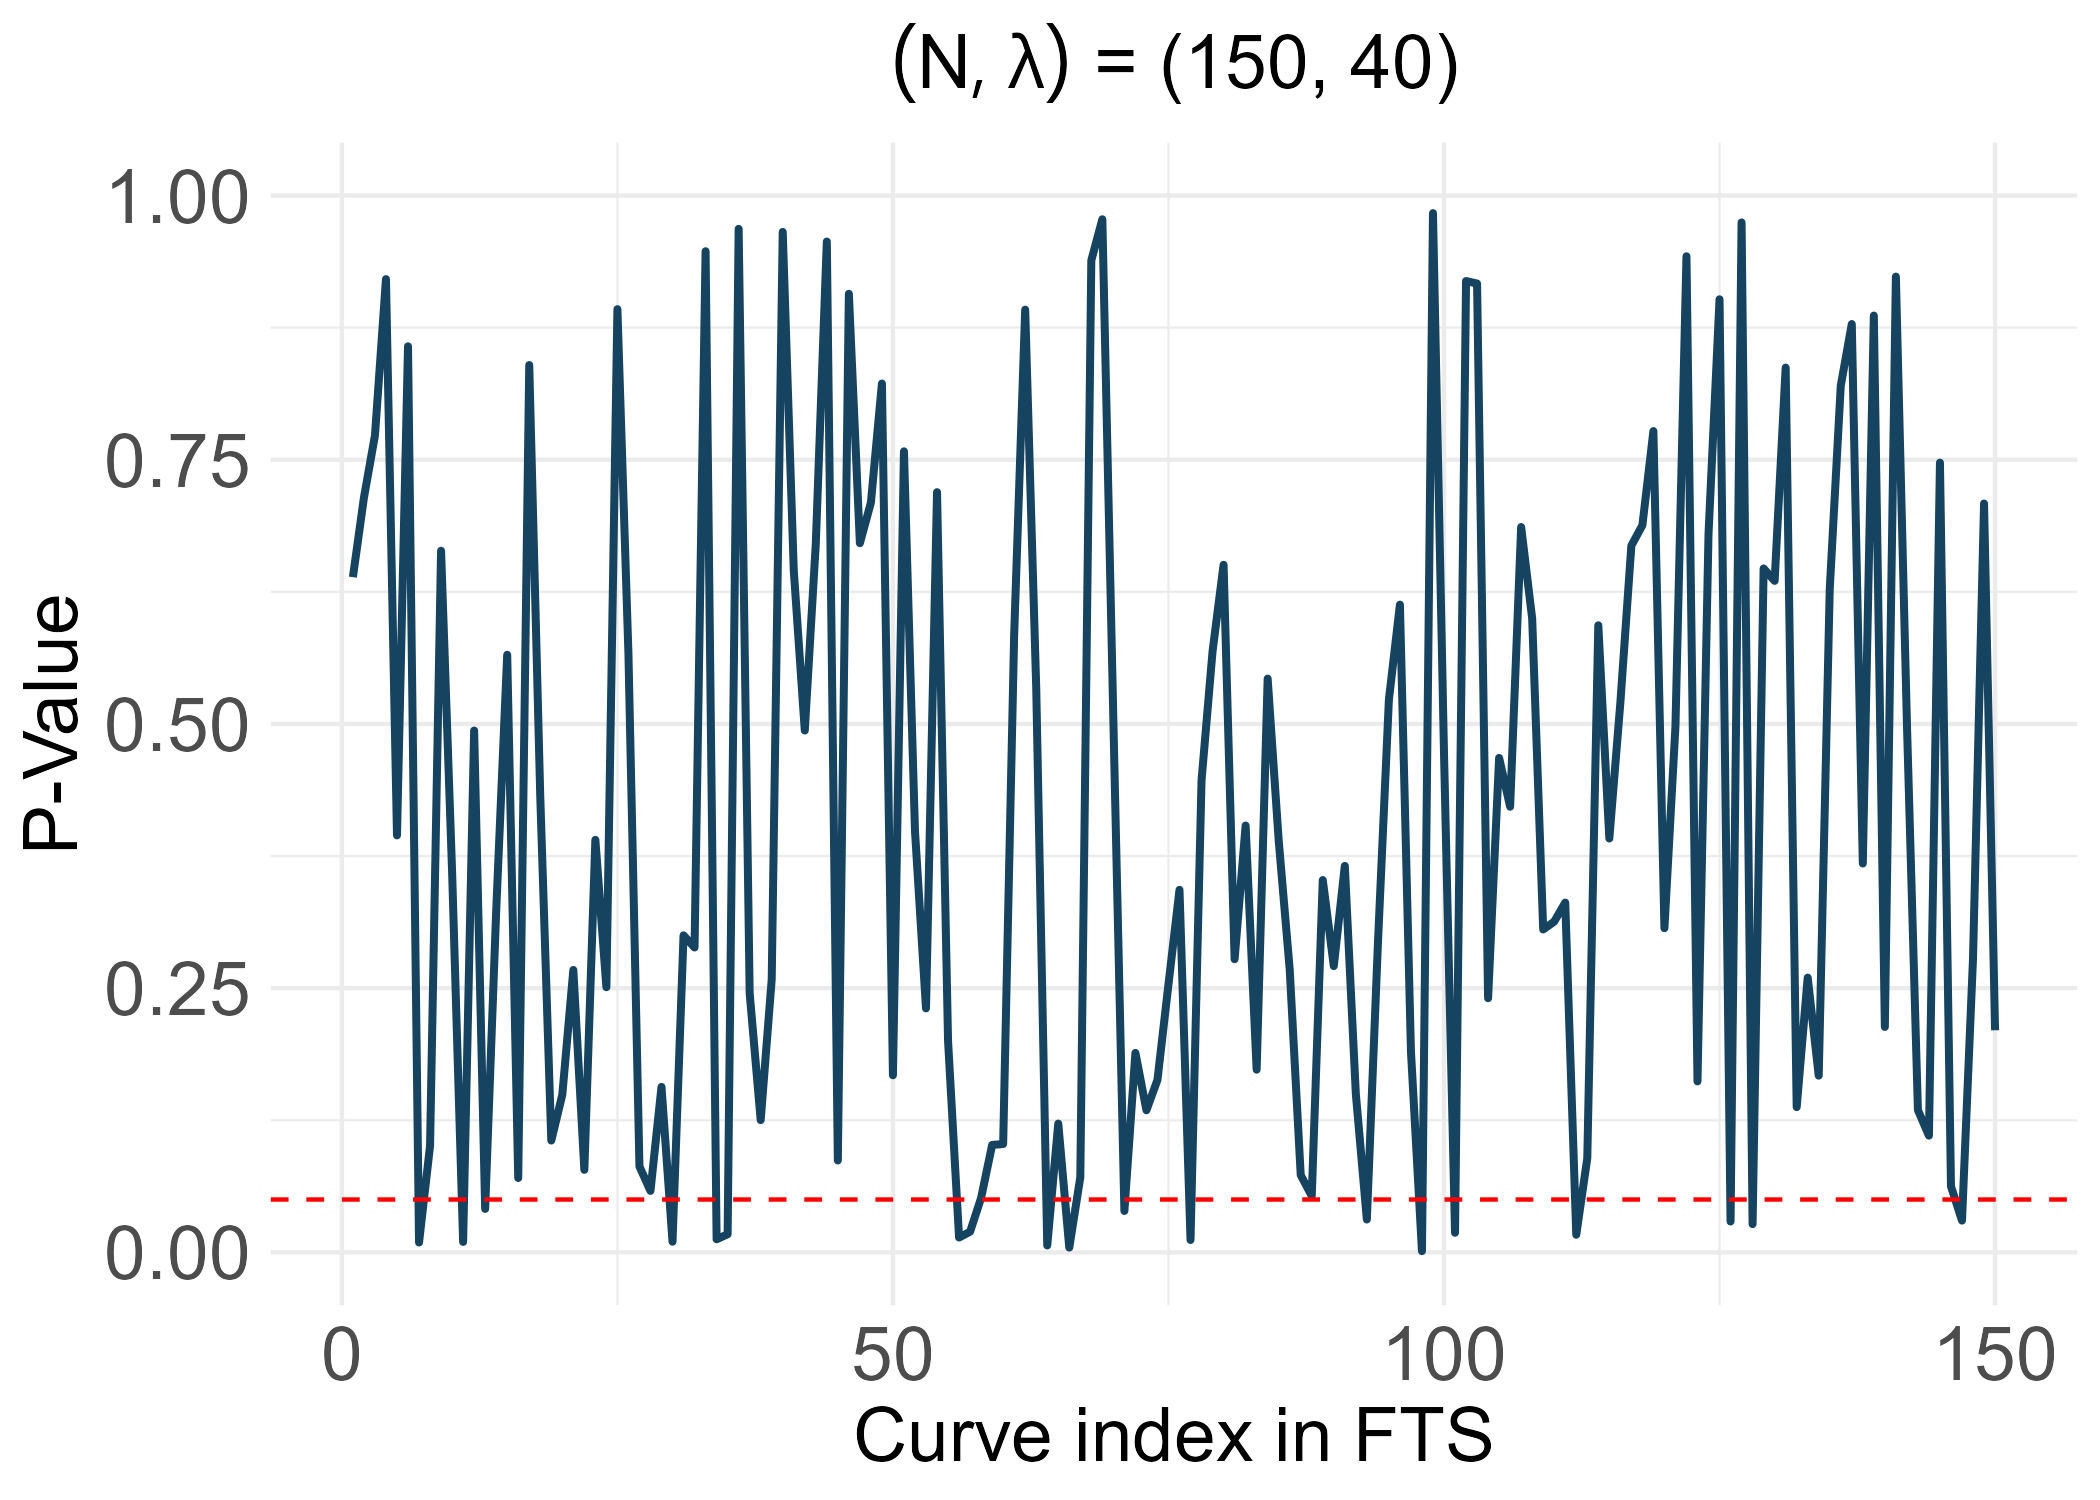 (N, λ) = (150, 40)
1.00
0.75
0.50
0.25
0.00
P-Value
0 50 100 150
Curve index in FTS